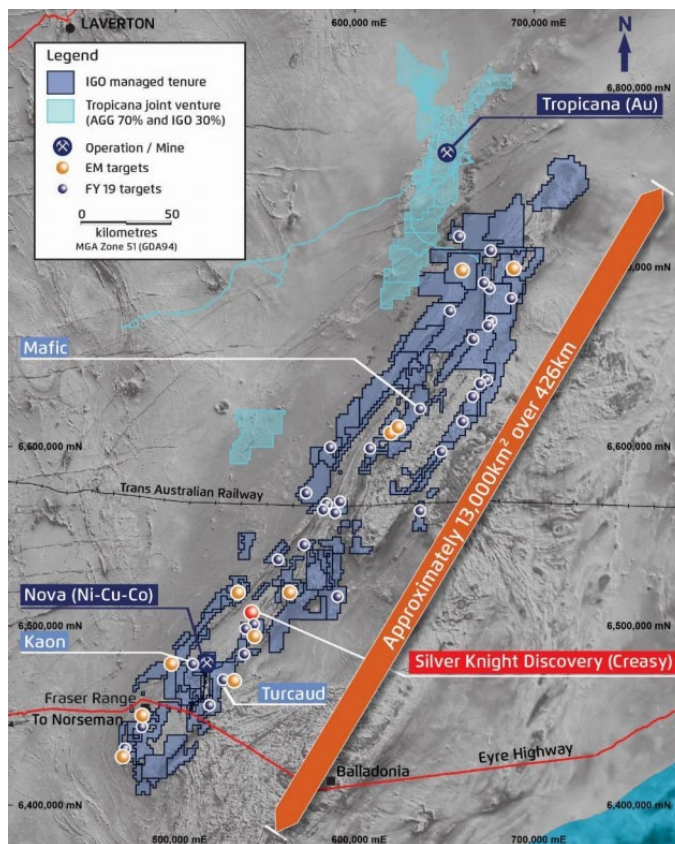 LAVERTON
600,000 mE
700,000 mE
N
Legend
IGO managed tenure
Tropicana joint venture
(AGG 70% and IGO 30%)
Operation / Mine
EM targets
FY 19 targets
0 50
kilometres
MGA Zone 51 (GDA94)
6,800,000 mN
Tropicana (Au)
,000 mN
Mafic
6,600,000 mN
6,600,000 mN
Trans Australian Railway
Approximately 13,000km² over 426km
Nova (Ni-Cu-Co)
6,500,000 mN
6,500,000 mN
Kaon
Silver Knight Discovery (Creasy)
Turcaud
Fraser Range
To Norseman
Eyre Highway
Balladonia
6,400,000 mN
6,400,000 mN
500,000 mE
600,000 mE
700,000 mE